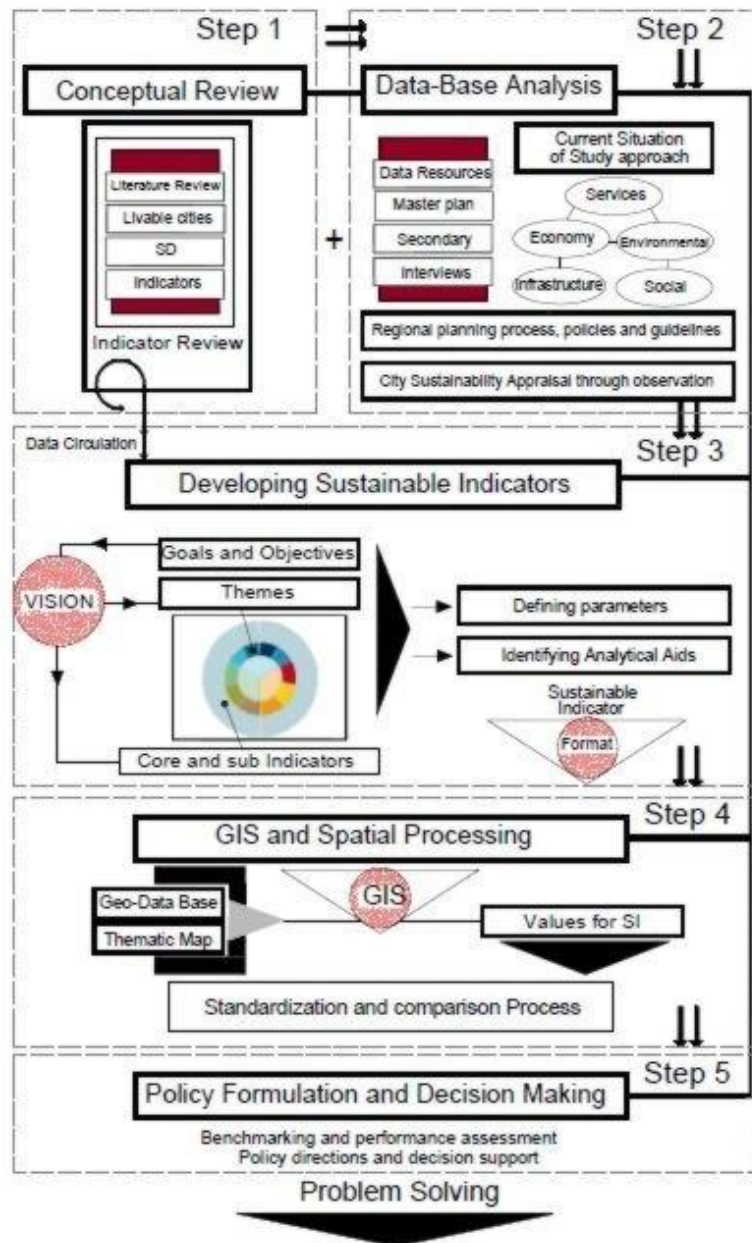 Step 1
Step 2
Conceptual Review
Data-Base Analysis
Literature Review
Livable cities
SD
Indicators
Indicator Review
+
Data Resources
Master plan
Secondary
Interviews
Current Situation
of Study approach
Services
Economy
Environmental
Infrastructure
Social
Regional planning process, policies and guidelines
City Sustainability Appraisal through observation
Data Circulation
Step 3
Developing Sustainable Indicators
VISION
Goals and Objectives
Themes
Core and sub Indicators
Defining parameters
Identifying Analytical Aids
Sustainable
Indicator
Format
Step 4
GIS and Spatial Processing
Geo-Data Base
Thematic Map
GIS
Values for SI
Standardization and comparison Process
Step 5
Policy Formulation and Decision Making
Benchmarking and performance assessment
Policy directions and decision support
Problem Solving